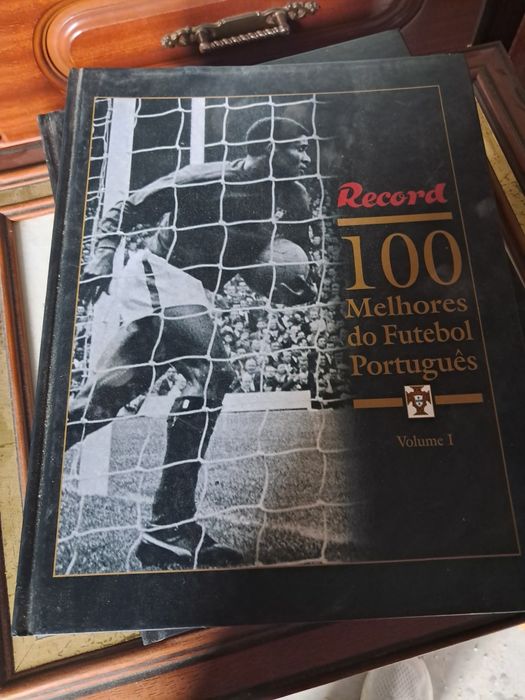 Record
100
Melhores
do Futebol
Português
Volume I